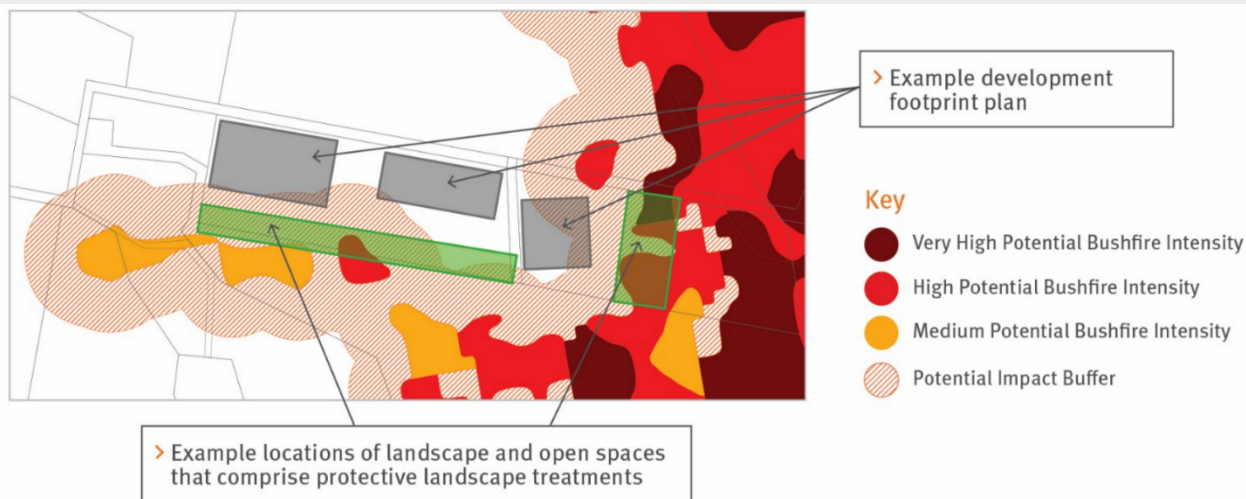 > Example development
footprint plan
Key
Very High Potential Bushfire Intensity
High Potential Bushfire Intensity
Medium Potential Bushfire Intensity
Potential Impact Buffer
> Example locations of landscape and open spaces
that comprise protective landscape treatments